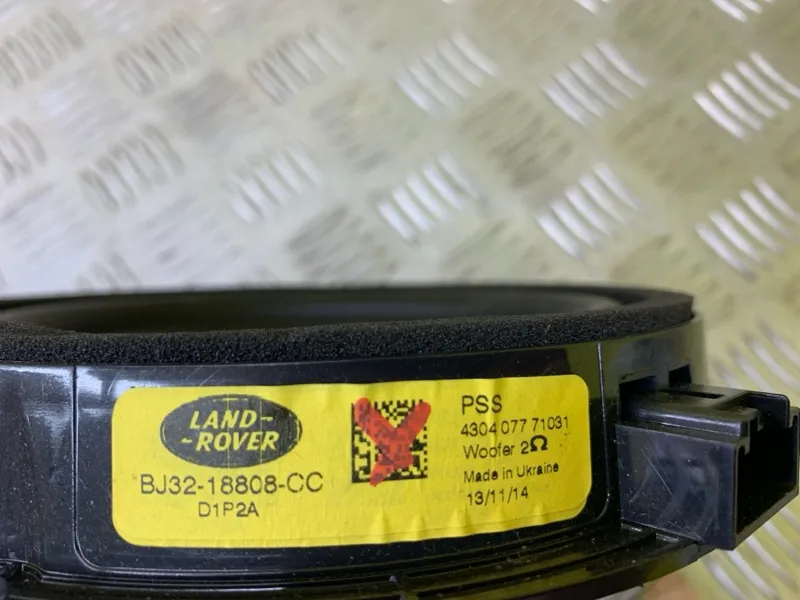 LAND-
-ROVER
BJ32-18808-CC
D1P2A
PSS
4304 077 71031
Woofer 2Ω
Made in Ukraine
13/11/14